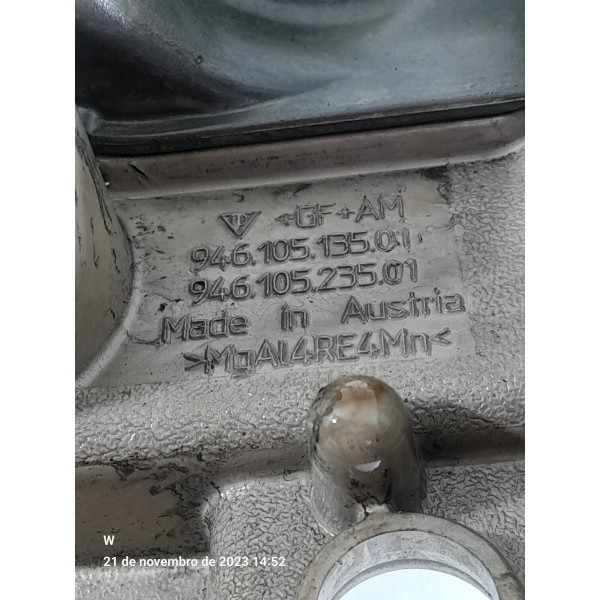 +GF+AM
946.105.135.01
946.105.235.01
Made in Austria
>MgAl4RE4Mn<
W
21 de novembro de 2023 14:52